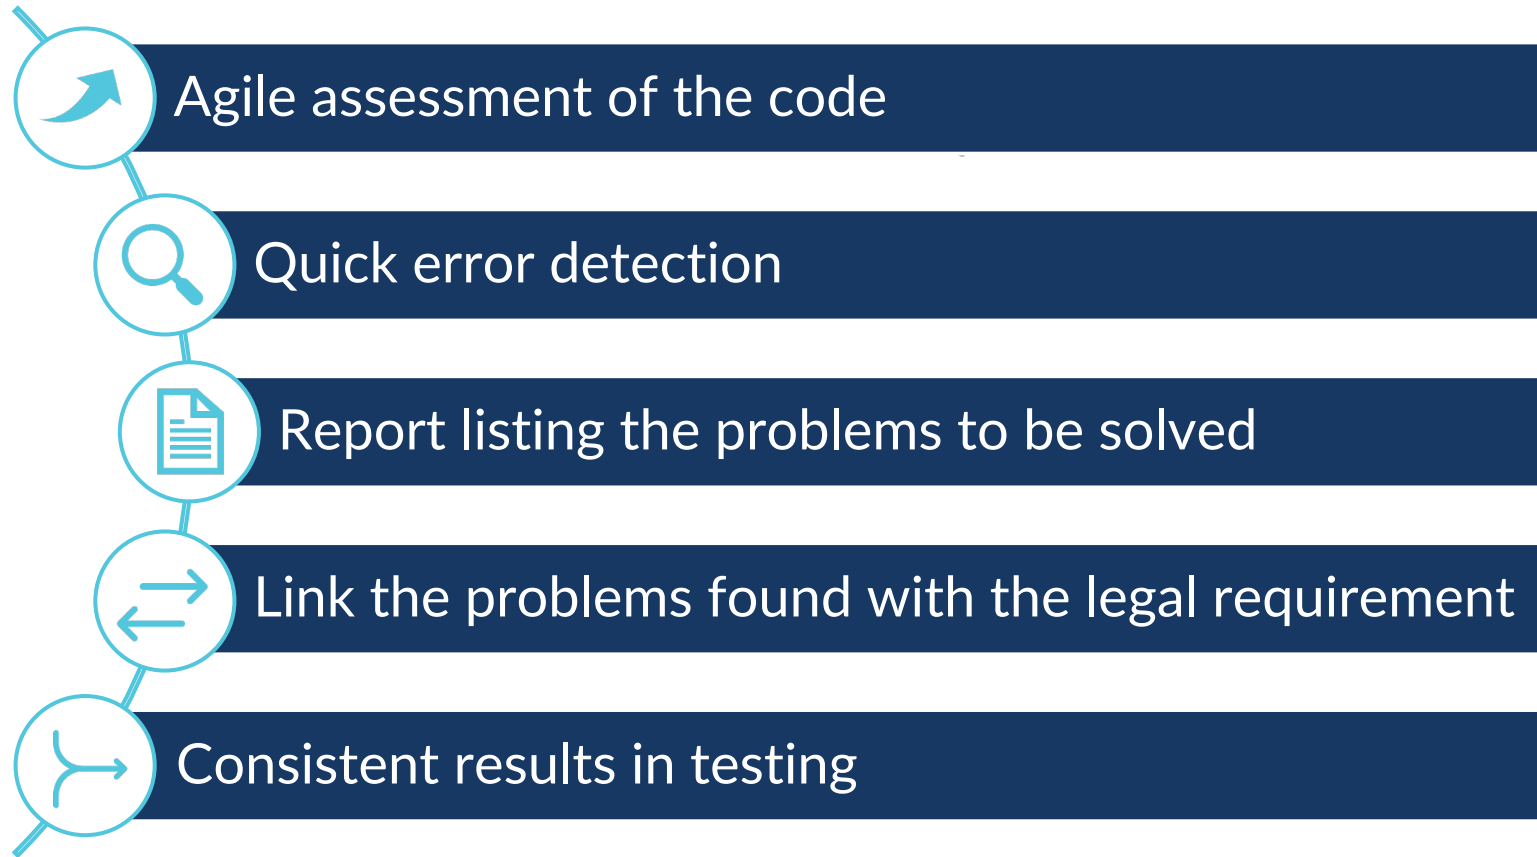 Agile assessment of the code
Quick error detection
Report listing the problems to be solved
Link the problems found with the legal requirement
Consistent results in testing